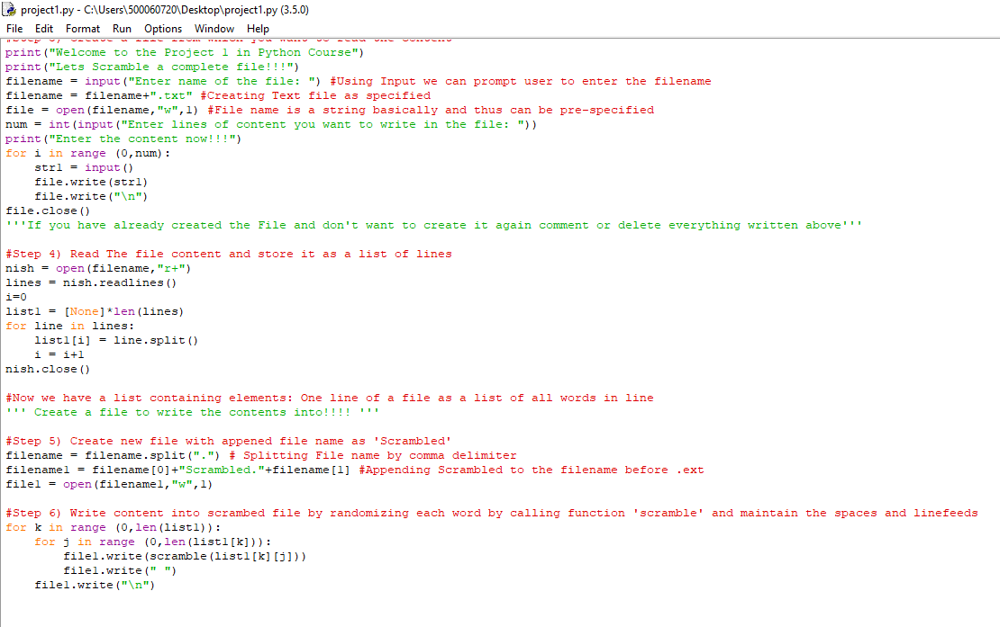 project1.py - C:\Users\500060720\Desktop\project1.py (3.5.0)
File Edit Format Run Options Window Help
#Step 3) Create a file from which you want to read the content
print("Welcome to the Project 1 in Python Course")
print("Lets Scramble a complete file!!!")
filename = input("Enter name of the file: ") #Using Input we can prompt user to enter the filename
filename = filename+".txt" #Creating Text file as specified
file = open(filename,"w",1) #File name is a string basically and thus can be pre-specified
num = int(input("Enter lines of content you want to write in the file: "))
print("Enter the content now!!!")
for i in range (0,num):
    str1 = input()
    file.write(str1)
    file.write("\n")
file.close()
'''If you have already created the File and don't want to create it again comment or delete everything written above'''
#Step 4) Read The file content and store it as a list of lines
nish = open(filename,"r+")
lines = nish.readlines()
i=0
list1 = [None]*len(lines)
for line in lines:
    list1[i] = line.split()
    i = i+1
nish.close()
#Now we have a list containing elements: One line of a file as a list of all words in line
''' Create a file to write the contents into!!!! '''
#Step 5) Create new file with appened file name as 'Scrambled'
filename = filename.split(".") # Splitting File name by comma delimiter
filename1 = filename[0]+"Scrambled."+filename[1] #Appending Scrambled to the filename before .ext
file1 = open(filename1,"w",1)
#Step 6) Write content into scrambed file by randomizing each word by calling function 'scramble' and maintain the spaces and linefeeds
for k in range (0,len(list1)):
    for j in range (0,len(list1[k])):
        file1.write(scramble(list1[k][j]))
        file1.write(" ")
    file1.write("\n")